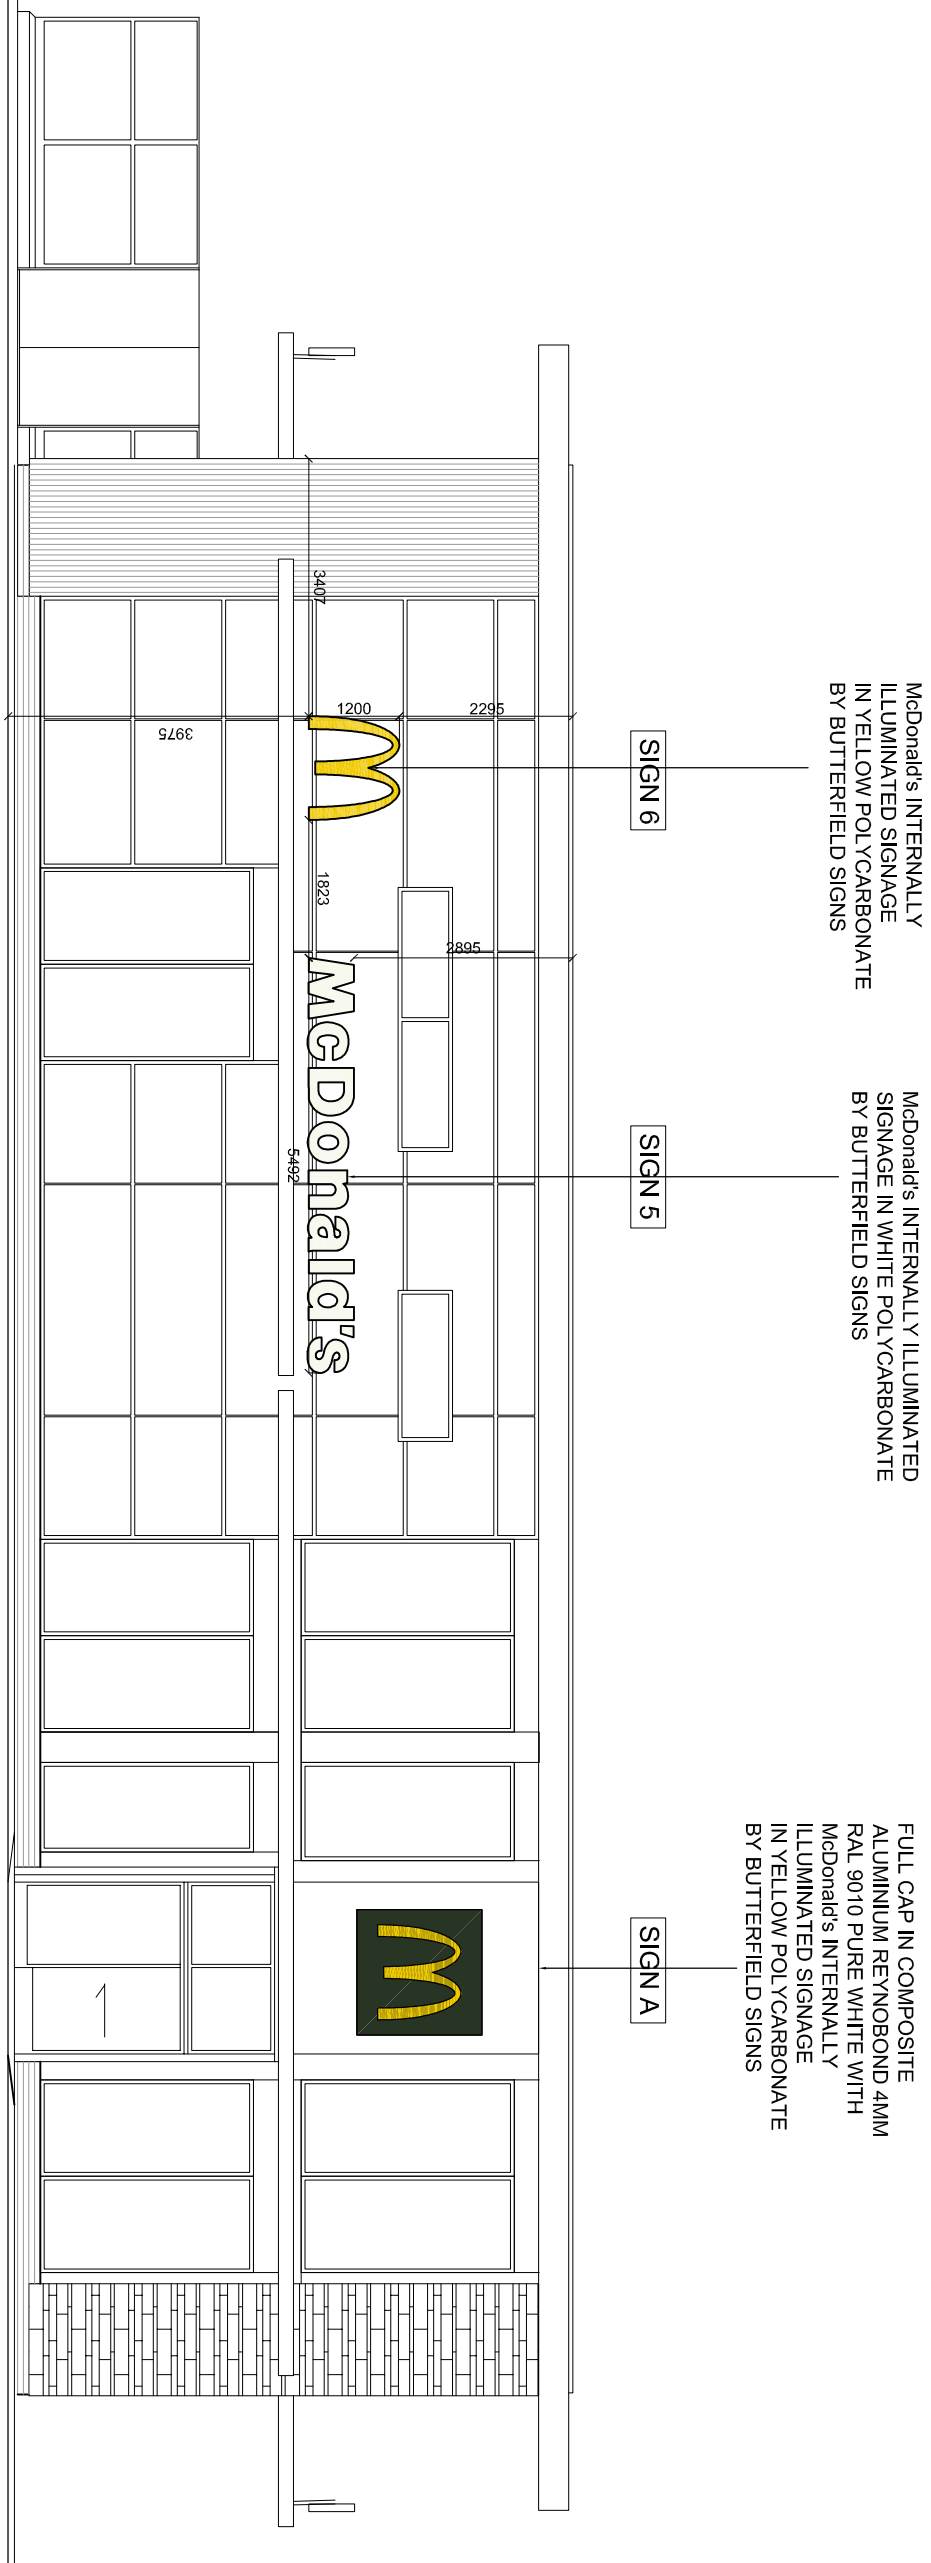 McDonald's INTERNALLY
ILLUMINATED SIGNAGE
IN YELLOW POLYCARBONATE
BY BUTTERFIELD SIGNS
SIGN 6
McDonald's INTERNALLY ILLUMINATED
SIGNAGE IN WHITE POLYCARBONATE
BY BUTTERFIELD SIGNS
SIGN 5
FULL CAP IN COMPOSITE
ALUMINIUM REYNOBOND 4MM
RAL 9010 PURE WHITE WITH
McDonald's INTERNALLY
ILLUMINATED SIGNAGE
IN YELLOW POLYCARBONATE
BY BUTTERFIELD SIGNS
SIGN A
2295
1200
3975
3407
1823
2895
McDonald's
5492